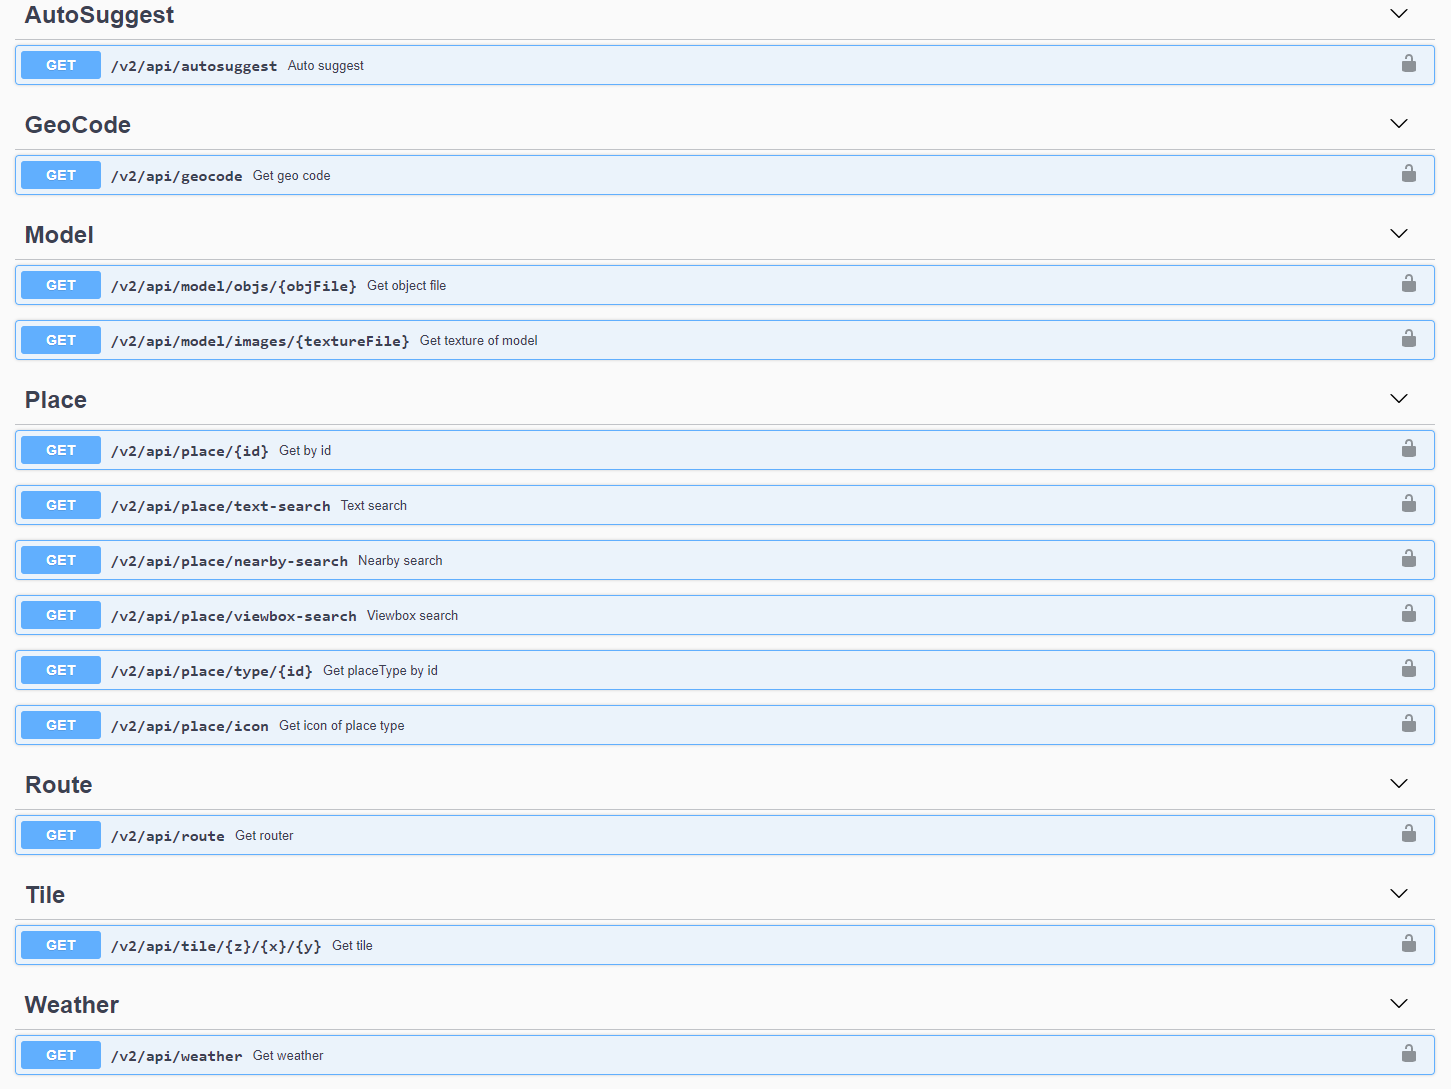 AutoSuggest
GET /v2/api/autosuggest Auto suggest
GeoCode
GET /v2/api/geocode Get geo code
Model
GET /v2/api/model/objs/{objFile} Get object file
GET /v2/api/model/images/{textureFile} Get texture of model
Place
GET /v2/api/place/{id} Get by id
GET /v2/api/place/text-search Text search
GET /v2/api/place/nearby-search Nearby search
GET /v2/api/place/viewbox-search Viewbox search
GET /v2/api/place/type/{id} Get placeType by id
GET /v2/api/place/icon Get icon of place type
Route
GET /v2/api/route Get router
Tile
GET /v2/api/tile/{z}/{x}/{y} Get tile
Weather
GET /v2/api/weather Get weather